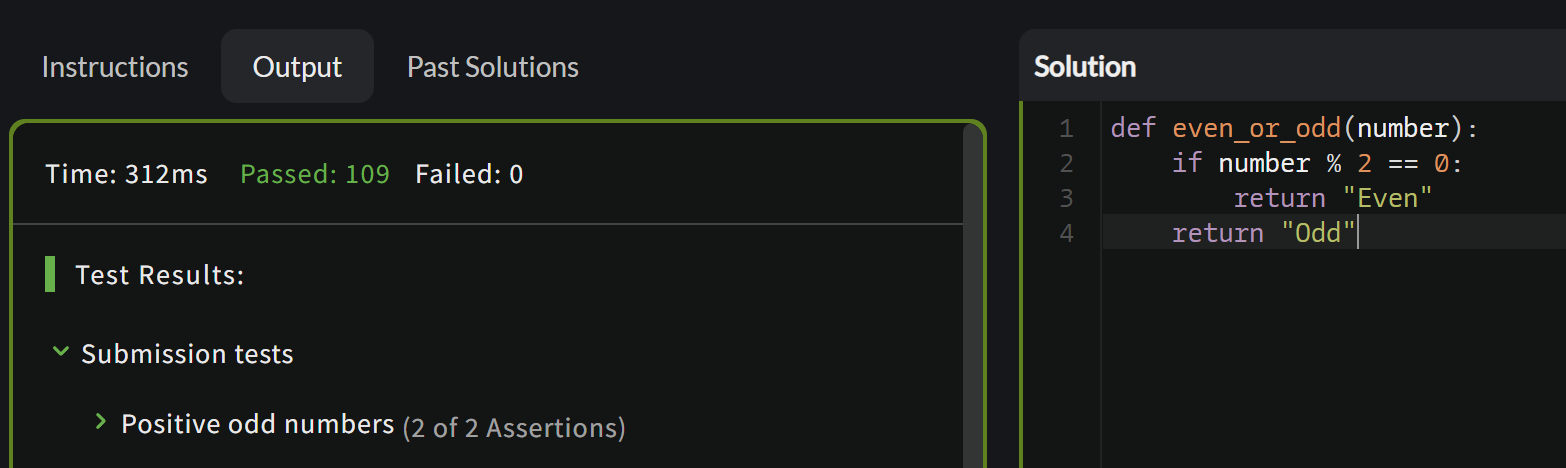 Instructions Output Past Solutions
Time: 312ms Passed: 109 Failed: 0
Test Results:
Submission tests
Positive odd numbers (2 of 2 Assertions)
Solution
1 def even_or_odd(number):
2     if number % 2 == 0:
3         return "Even"
4     return "Odd"